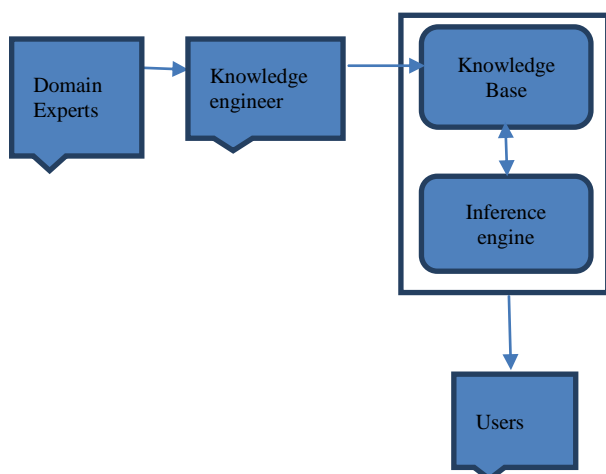 Domain
Experts
Knowledge
engineer
Knowledge
Base
Inference
engine
Users